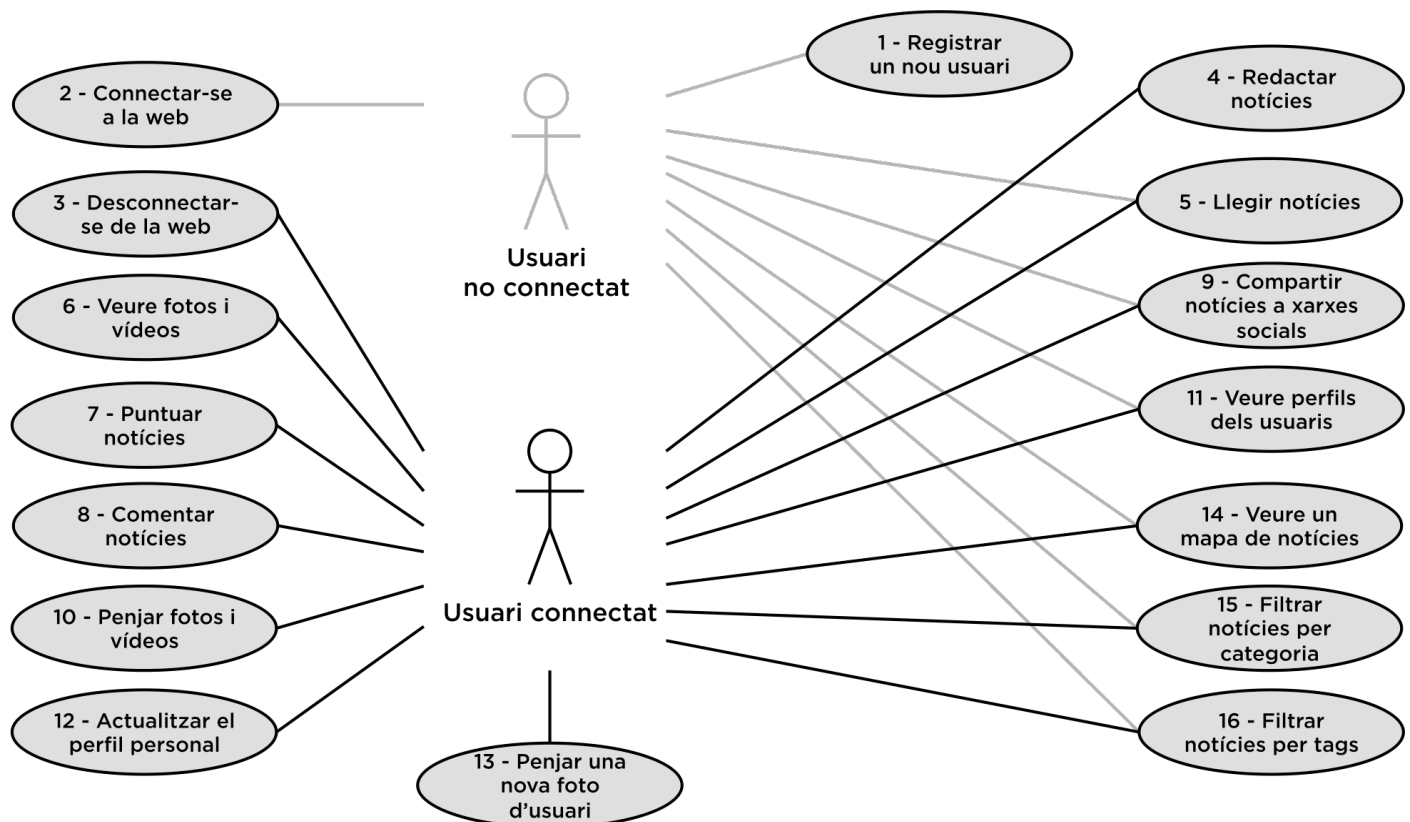 1 - Registrar
un nou usuari
2 - Connectar-se
a la web
4 - Redactar
notícies
3 - Desconnectar-
se de la web
5 - Llegir notícies
Usuari
no connectat
6 - Veure fotos i
vídeos
9 - Compartir
notícies a xarxes
socials
7 - Puntuar
notícies
11 - Veure perfils
dels usuaris
8 - Comentar
notícies
14 - Veure un
mapa de notícies
Usuari connectat
10 - Penjar fotos i
vídeos
15 - Filtrar
notícies per
categoria
12 - Actualitzar el
perfil personal
16 - Filtrar
notícies per tags
13 - Penjar una
nova foto
d’usuari